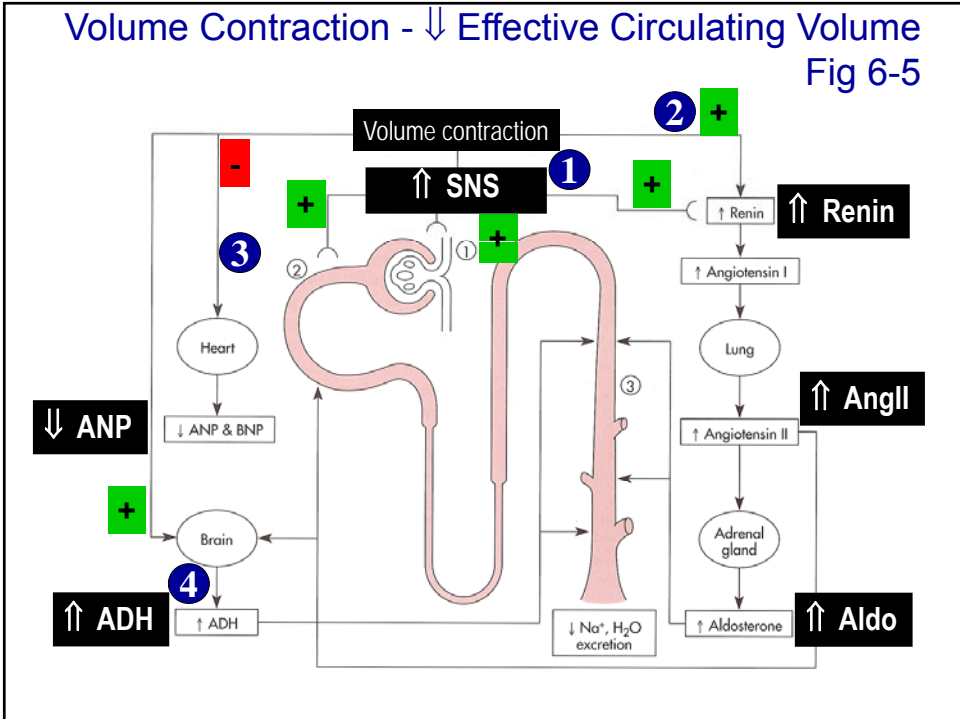 Volume Contraction - ⇓ Effective Circulating Volume
Fig 6-5
2
+
Volume contraction
-
⇑ SNS
1
+
+
+
↑ Renin
⇑ Renin
①
②
3
↑ Angiotensin I
Heart
Lung
③
⇑ AngII
⇓ ANP
↓ ANP & BNP
↑ Angiotensin II
+
Brain
Adrenal
gland
4
⇑ ADH
↑ ADH
↓ Na⁺, H₂O
excretion
↑ Aldosterone
⇑ Aldo